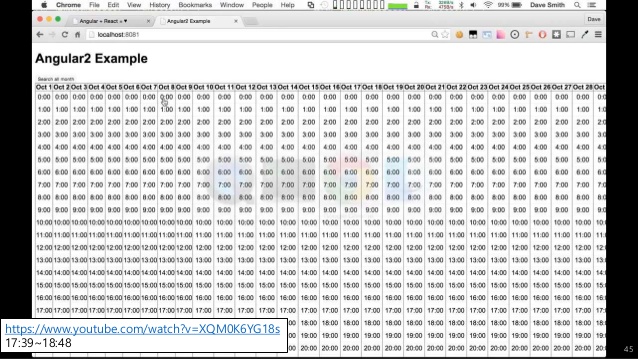 Chrome File Edit View History Bookmarks Window People Help 99% Dave Smith
Angular + React = ♥ Angular2 Example Dave
localhost:8081
Angular2 Example
Search all month
Oct 1 Oct 2 Oct 3 Oct 4 Oct 5 Oct 6 Oct 7 Oct 8 Oct 9 Oct 10 Oct 11 Oct 12 Oct 13 Oct 14 Oct 15 Oct 16 Oct 17 Oct 18 Oct 19 Oct 20 Oct 21 Oct 22 Oct 23 Oct 24 Oct 25 Oct 26 Oct 27 Oct 28 Oct
0:00 0:00 0:00 0:00 0:00 0:00 0:00 0:00 0:00 0:00 0:00 0:00 0:00 0:00 0:00 0:00 0:00 0:00 0:00 0:00 0:00 0:00 0:00 0:00 0:00 0:00 0:00 0:00
1:00 1:00 1:00 1:00 1:00 1:00 1:00 1:00 1:00 1:00 1:00 1:00 1:00 1:00 1:00 1:00 1:00 1:00 1:00 1:00 1:00 1:00 1:00 1:00 1:00 1:00 1:00 1:00
2:00 2:00 2:00 2:00 2:00 2:00 2:00 2:00 2:00 2:00 2:00 2:00 2:00 2:00 2:00 2:00 2:00 2:00 2:00 2:00 2:00 2:00 2:00 2:00 2:00 2:00 2:00 2:00
3:00 3:00 3:00 3:00 3:00 3:00 3:00 3:00 3:00 3:00 3:00 3:00 3:00 3:00 3:00 3:00 3:00 3:00 3:00 3:00 3:00 3:00 3:00 3:00 3:00 3:00 3:00 3:00
4:00 4:00 4:00 4:00 4:00 4:00 4:00 4:00 4:00 4:00 4:00 4:00 4:00 4:00 4:00 4:00 4:00 4:00 4:00 4:00 4:00 4:00 4:00 4:00 4:00 4:00 4:00 4:00
5:00 5:00 5:00 5:00 5:00 5:00 5:00 5:00 5:00 5:00 5:00 5:00 5:00 5:00 5:00 5:00 5:00 5:00 5:00 5:00 5:00 5:00 5:00 5:00 5:00 5:00 5:00 5:00
6:00 6:00 6:00 6:00 6:00 6:00 6:00 6:00 6:00 6:00 6:00 6:00 6:00 6:00 6:00 6:00 6:00 6:00 6:00 6:00 6:00 6:00 6:00 6:00 6:00 6:00 6:00 6:00
7:00 7:00 7:00 7:00 7:00 7:00 7:00 7:00 7:00 7:00 7:00 7:00 7:00 7:00 7:00 7:00 7:00 7:00 7:00 7:00 7:00 7:00 7:00 7:00 7:00 7:00 7:00 7:00
8:00 8:00 8:00 8:00 8:00 8:00 8:00 8:00 8:00 8:00 8:00 8:00 8:00 8:00 8:00 8:00 8:00 8:00 8:00 8:00 8:00 8:00 8:00 8:00 8:00 8:00 8:00 8:00
9:00 9:00 9:00 9:00 9:00 9:00 9:00 9:00 9:00 9:00 9:00 9:00 9:00 9:00 9:00 9:00 9:00 9:00 9:00 9:00 9:00 9:00 9:00 9:00 9:00 9:00 9:00 9:00
10:00 10:00 10:00 10:00 10:00 10:00 10:00 10:00 10:00 10:00 10:00 10:00 10:00 10:00 10:00 10:00 10:00 10:00 10:00 10:00 10:00 10:00 10:00 10:00 10:00 10:00 10:00 10:00
11:00 11:00 11:00 11:00 11:00 11:00 11:00 11:00 11:00 11:00 11:00 11:00 11:00 11:00 11:00 11:00 11:00 11:00 11:00 11:00 11:00 11:00 11:00 11:00 11:00 11:00 11:00 11:00
12:00 12:00 12:00 12:00 12:00 12:00 12:00 12:00 12:00 12:00 12:00 12:00 12:00 12:00 12:00 12:00 12:00 12:00 12:00 12:00 12:00 12:00 12:00 12:00 12:00 12:00 12:00 12:00
13:00 13:00 13:00 13:00 13:00 13:00 13:00 13:00 13:00 13:00 13:00 13:00 13:00 13:00 13:00 13:00 13:00 13:00 13:00 13:00 13:00 13:00 13:00 13:00 13:00 13:00 13:00 13:00
14:00 14:00 14:00 14:00 14:00 14:00 14:00 14:00 14:00 14:00 14:00 14:00 14:00 14:00 14:00 14:00 14:00 14:00 14:00 14:00 14:00 14:00 14:00 14:00 14:00 14:00 14:00 14:00
15:00 15:00 15:00 15:00 15:00 15:00 15:00 15:00 15:00 15:00 15:00 15:00 15:00 15:00 15:00 15:00 15:00 15:00 15:00 15:00 15:00 15:00 15:00 15:00 15:00 15:00 15:00 15:00
16:00 16:00 16:00 16:00 16:00 16:00 16:00 16:00 16:00 16:00 16:00 16:00 16:00 16:00 16:00 16:00 16:00 16:00 16:00 16:00 16:00 16:00 16:00 16:00 16:00 16:00 16:00 16:00
17:00 17:00 17:00 17:00 17:00 17:00 17:00 17:00 17:00 17:00 17:00 17:00 17:00 17:00 17:00 17:00 17:00 17:00 17:00 17:00 17:00 17:00 17:00 17:00 17:00 17:00 17:00 17:00
18:00 18:00 18:00 18:00 18:00 18:00 18:00 18:00 18:00 18:00 18:00 18:00 18:00 18:00 18:00 18:00
19:00 19:00 19:00 19:00 19:00 19:00 19:00 19:00 19:00 19:00 19:00 19:00 19:00 19:00 19:00 19:00
20:00 20:00 20:00 20:00 20:00 20:00 20:00 20:00 20:00 20:00 20:00 20:00 20:00 20:00 20:00 20:00
https://www.youtube.com/watch?v=XQM0K6YG18s
17:39~18:48
45